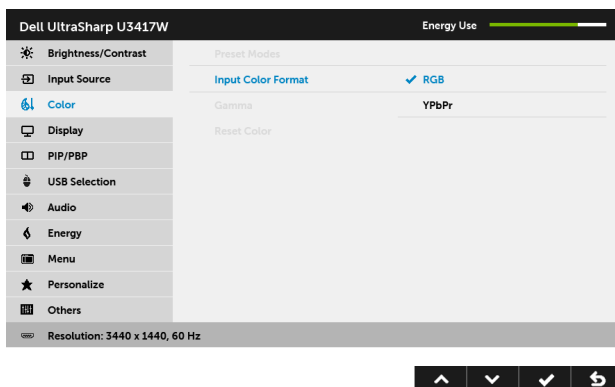 Dell UltraSharp U3417W Energy Use
Brightness/Contrast Preset Modes
Input Source Input Color Format RGB
Color Gamma YPbPr
Display Reset Color
PIP/PBP
USB Selection
Audio
Energy
Menu
Personalize
Others
Resolution: 3440 x 1440, 60 Hz